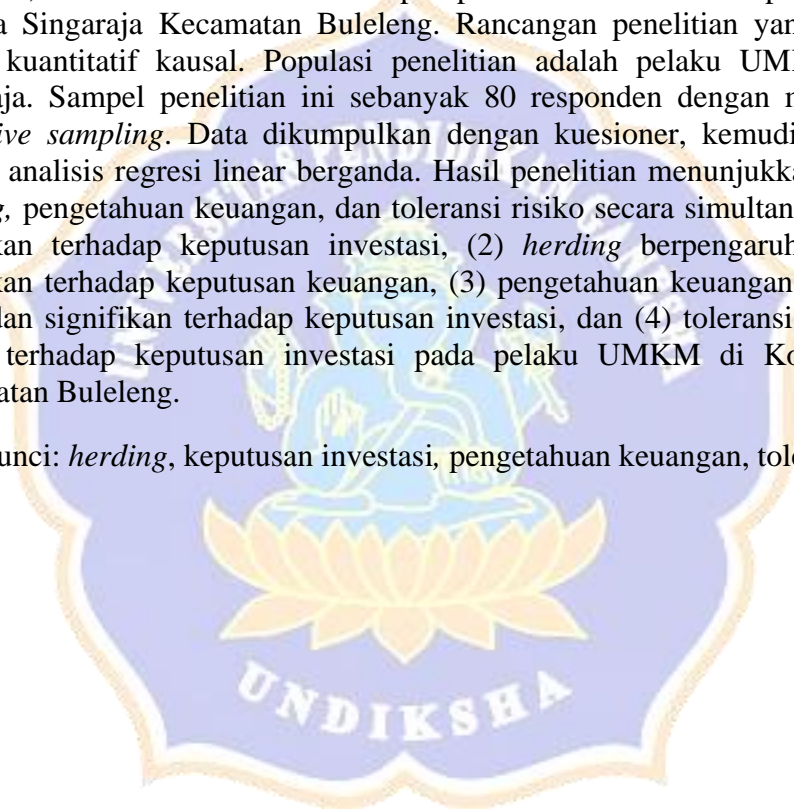 a Singaraja Kecamatan Buleleng. Rancangan penelitian yan
kuantitatif kausal. Populasi penelitian adalah pelaku UM
aja. Sampel penelitian ini sebanyak 80 responden dengan
ive sampling. Data dikumpulkan dengan kuesioner, kemudi
analisis regresi linear berganda. Hasil penelitian menunjukka
g, pengetahuan keuangan, dan toleransi risiko secara simultan
kan terhadap keputusan investasi, (2) herding berpengaruh
kan terhadap keputusan keuangan, (3) pengetahuan keuangan
dan signifikan terhadap keputusan investasi, dan (4) toleransi
terhadap keputusan investasi pada pelaku UMKM di Ko
atan Buleleng.
unci: herding, keputusan investasi, pengetahuan keuangan, tole
UNIVERSITAS PENDIDIKAN GANESHA
UNDIKSHA